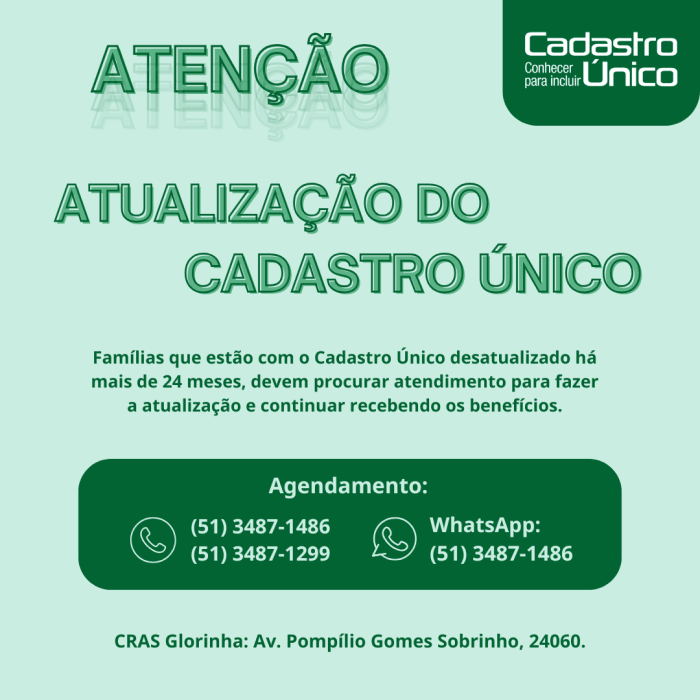 ATENÇÃO
Cadastro
Conhecer
para incluir
Único
ATUALIZAÇÃO DO
CADASTRO ÚNICO
Famílias que estão com o Cadastro Único desatualizado há
mais de 24 meses, devem procurar atendimento para fazer
a atualização e continuar recebendo os benefícios.
Agendamento:
(51) 3487-1486
(51) 3487-1299
WhatsApp:
(51) 3487-1486
CRAS Glorinha: Av. Pompílio Gomes Sobrinho, 24060.